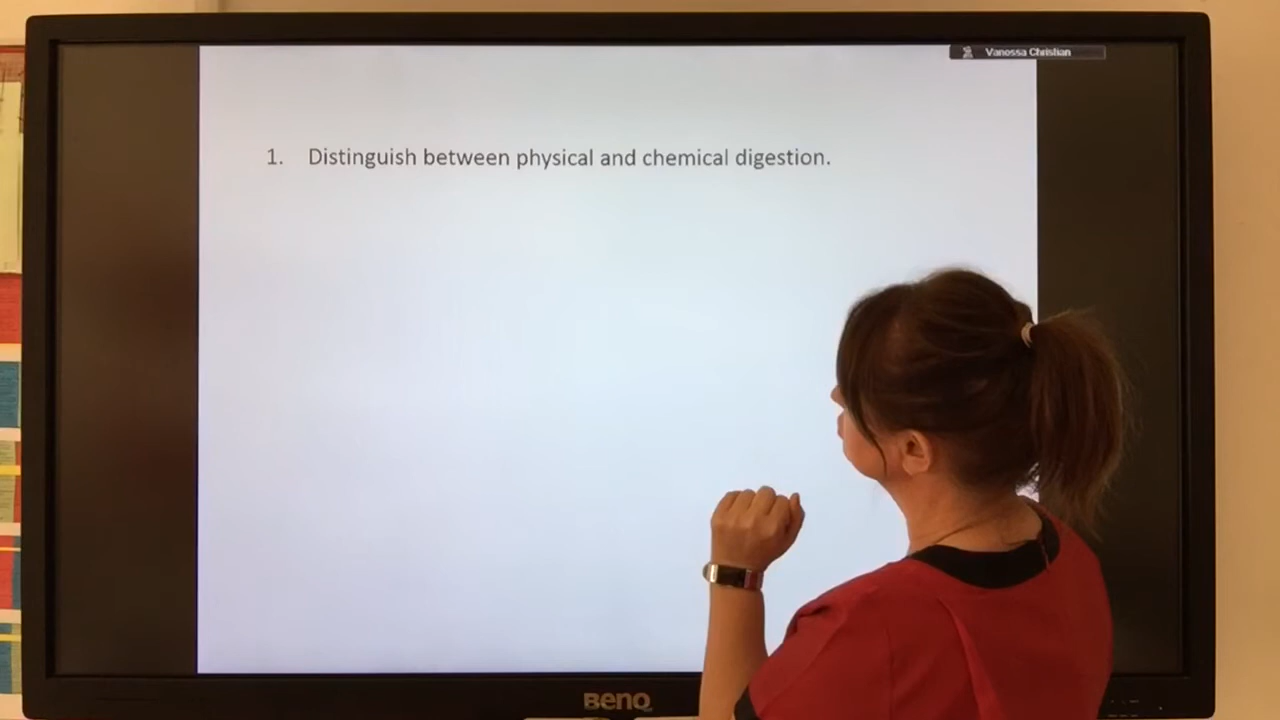 Vanessa Christian
1. Distinguish between physical and chemical digestion.
BenQ